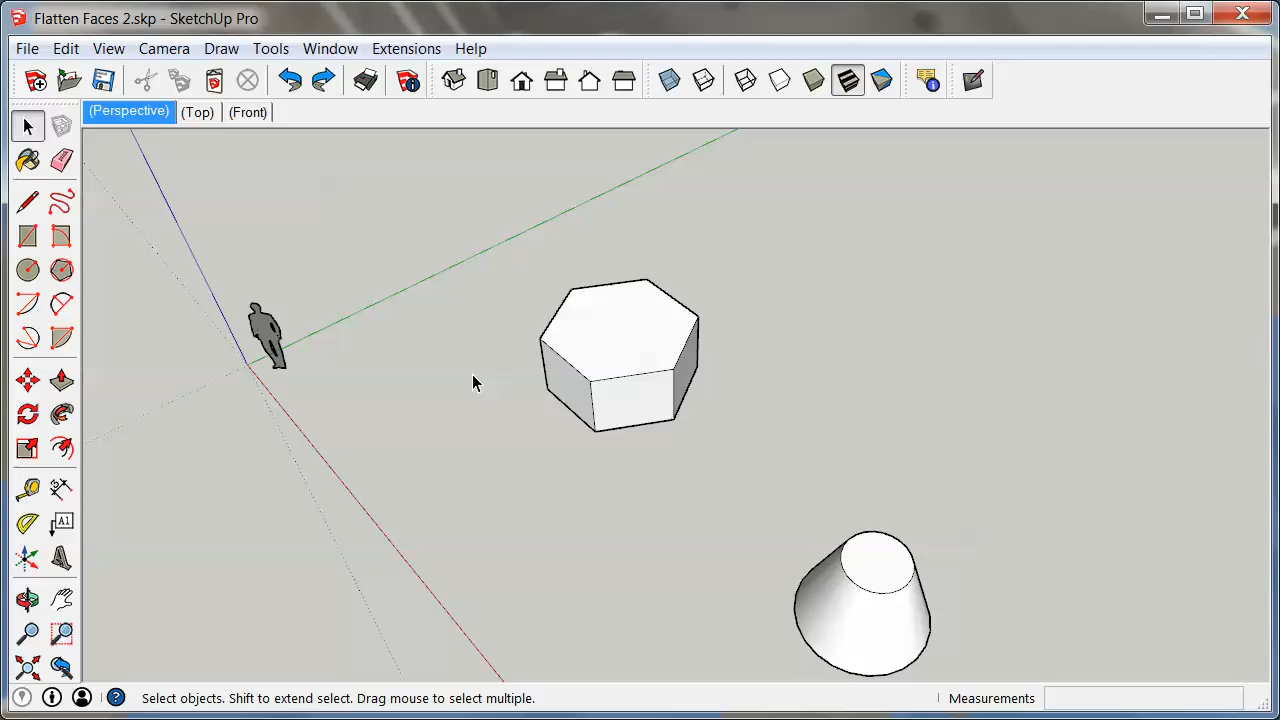 Flatten Faces 2.skp - SketchUp Pro
File Edit View Camera Draw Tools Window Extensions Help
(Perspective) (Top) (Front)
A1
Select objects. Shift to extend select. Drag mouse to select multiple. Measurements